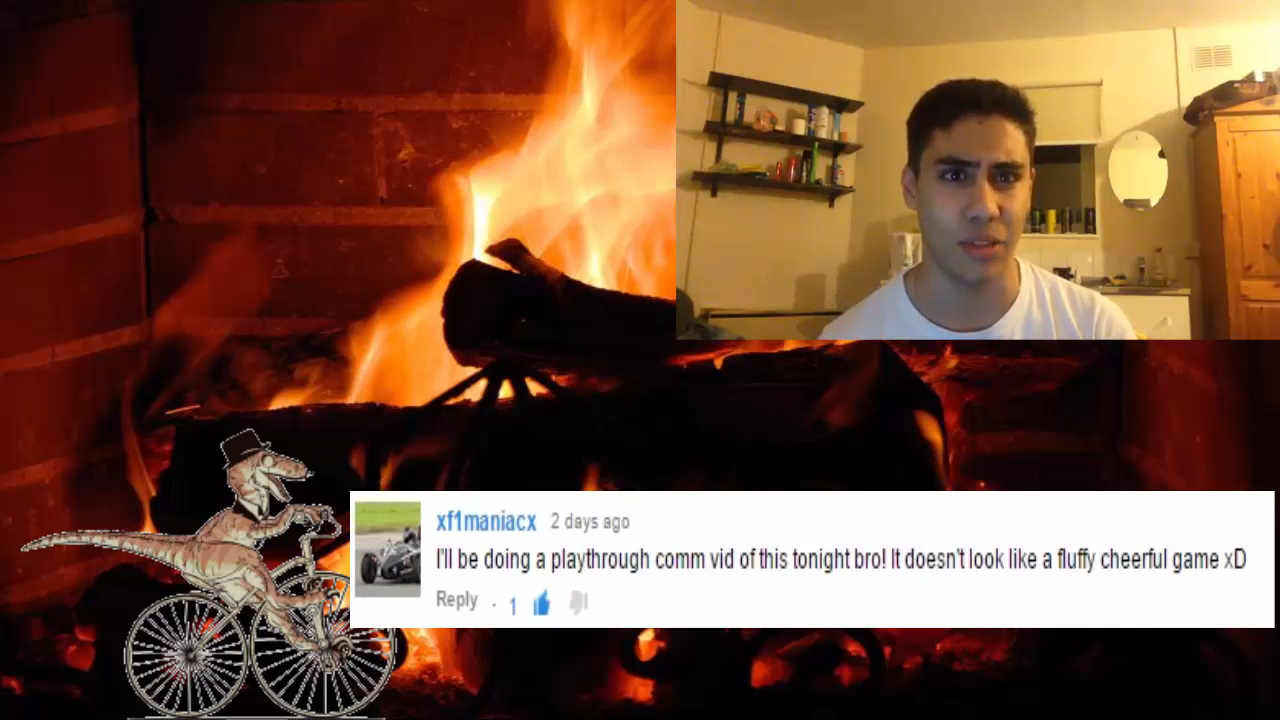 xf1maniacx 2 days ago
I'll be doing a playthrough comm vid of this tonight bro! It doesn't look like a fluffy cheerful game xD
Reply . 1